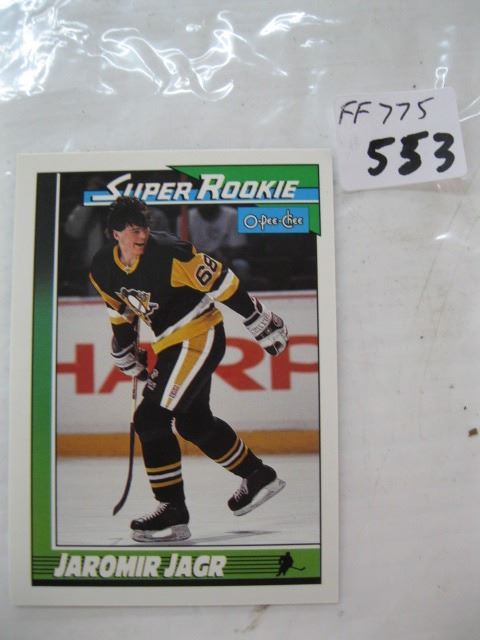 FF775
553
SUPER ROOKIE
O-Pee-Chee
68
HARP
JAROMIR JAGR